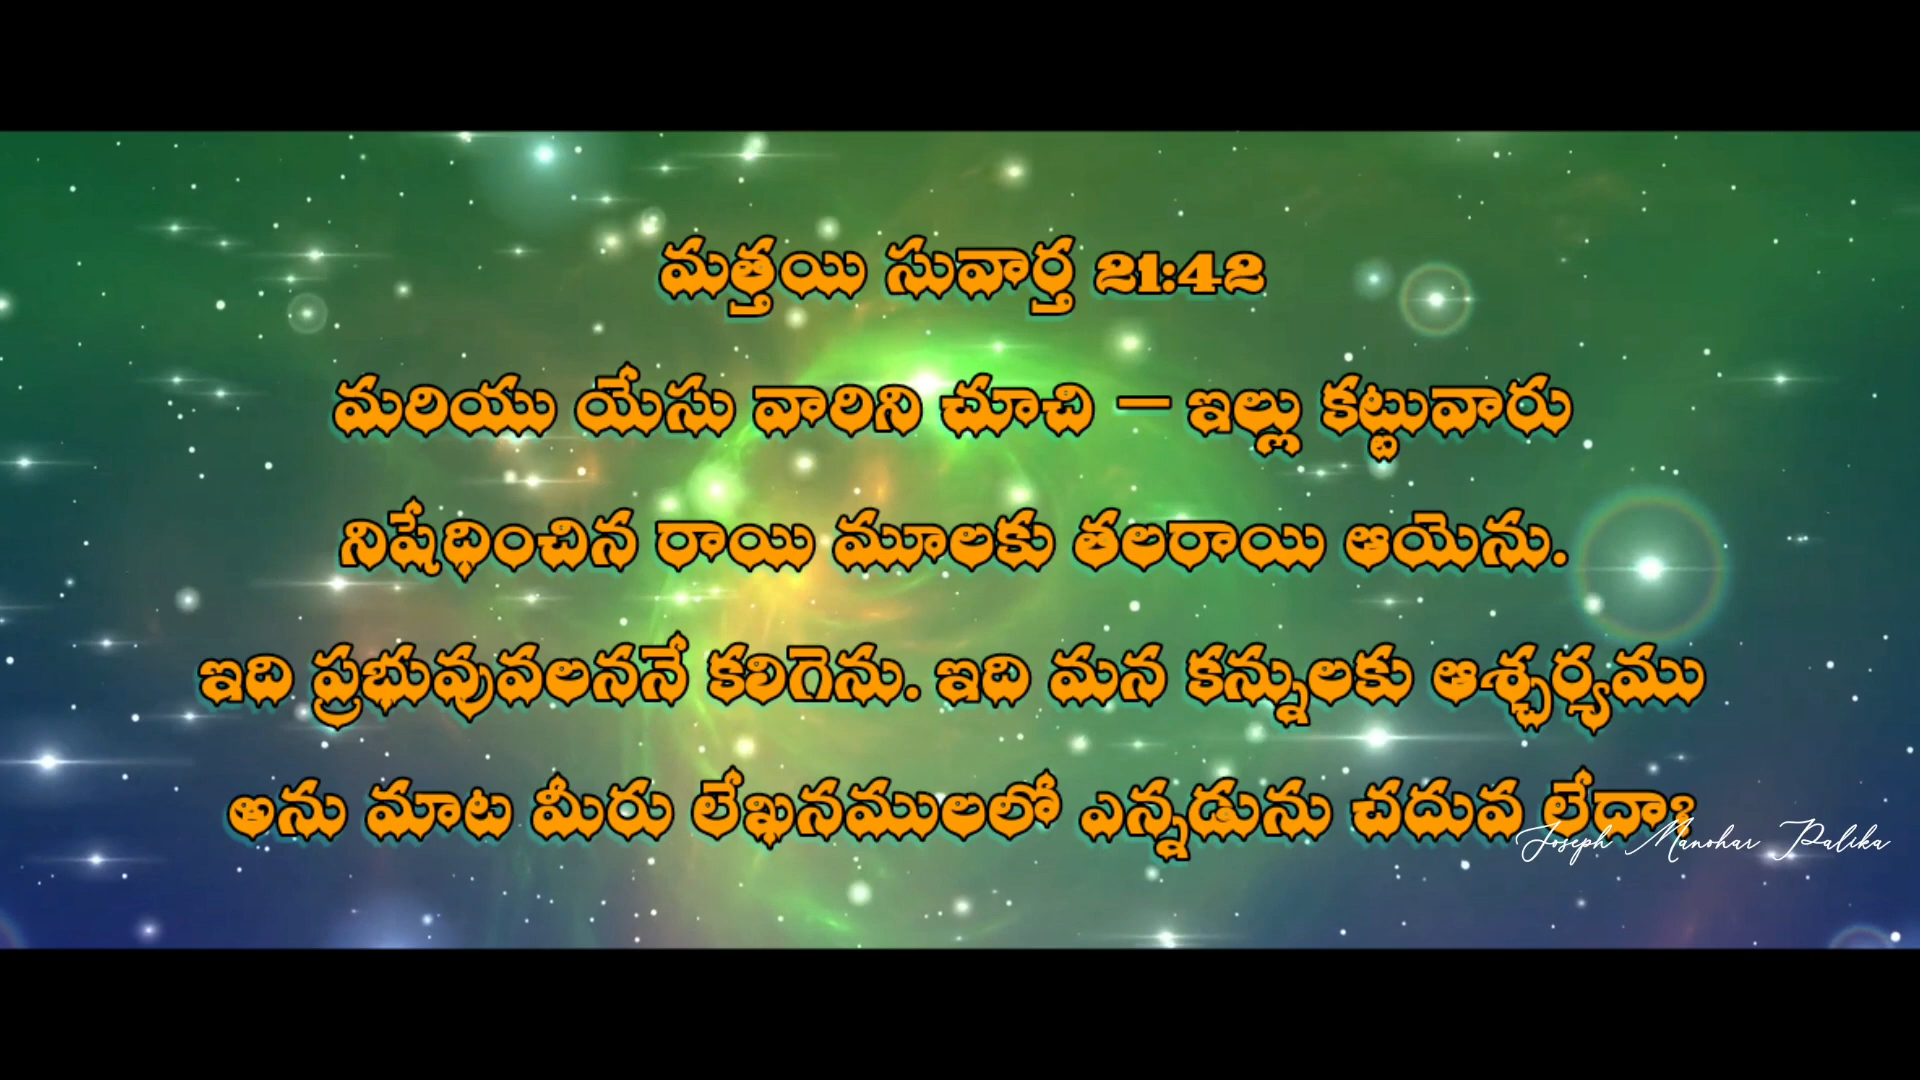 మత్తయి సువార్త 21:42
మరియు యేసు వారిని చూచి – ఇల్లు కట్టువారు
నిషేధించిన రాయి మూలకు తలరాయి ఆయెను.
ఇది ప్రభువువలననే కలిగెను. ఇది మన కన్నులకు ఆశ్చర్యము
అను మాట మీరు లేఖనములలో ఎన్నడును చదువ లేదా?
Joseph Manohar Palika